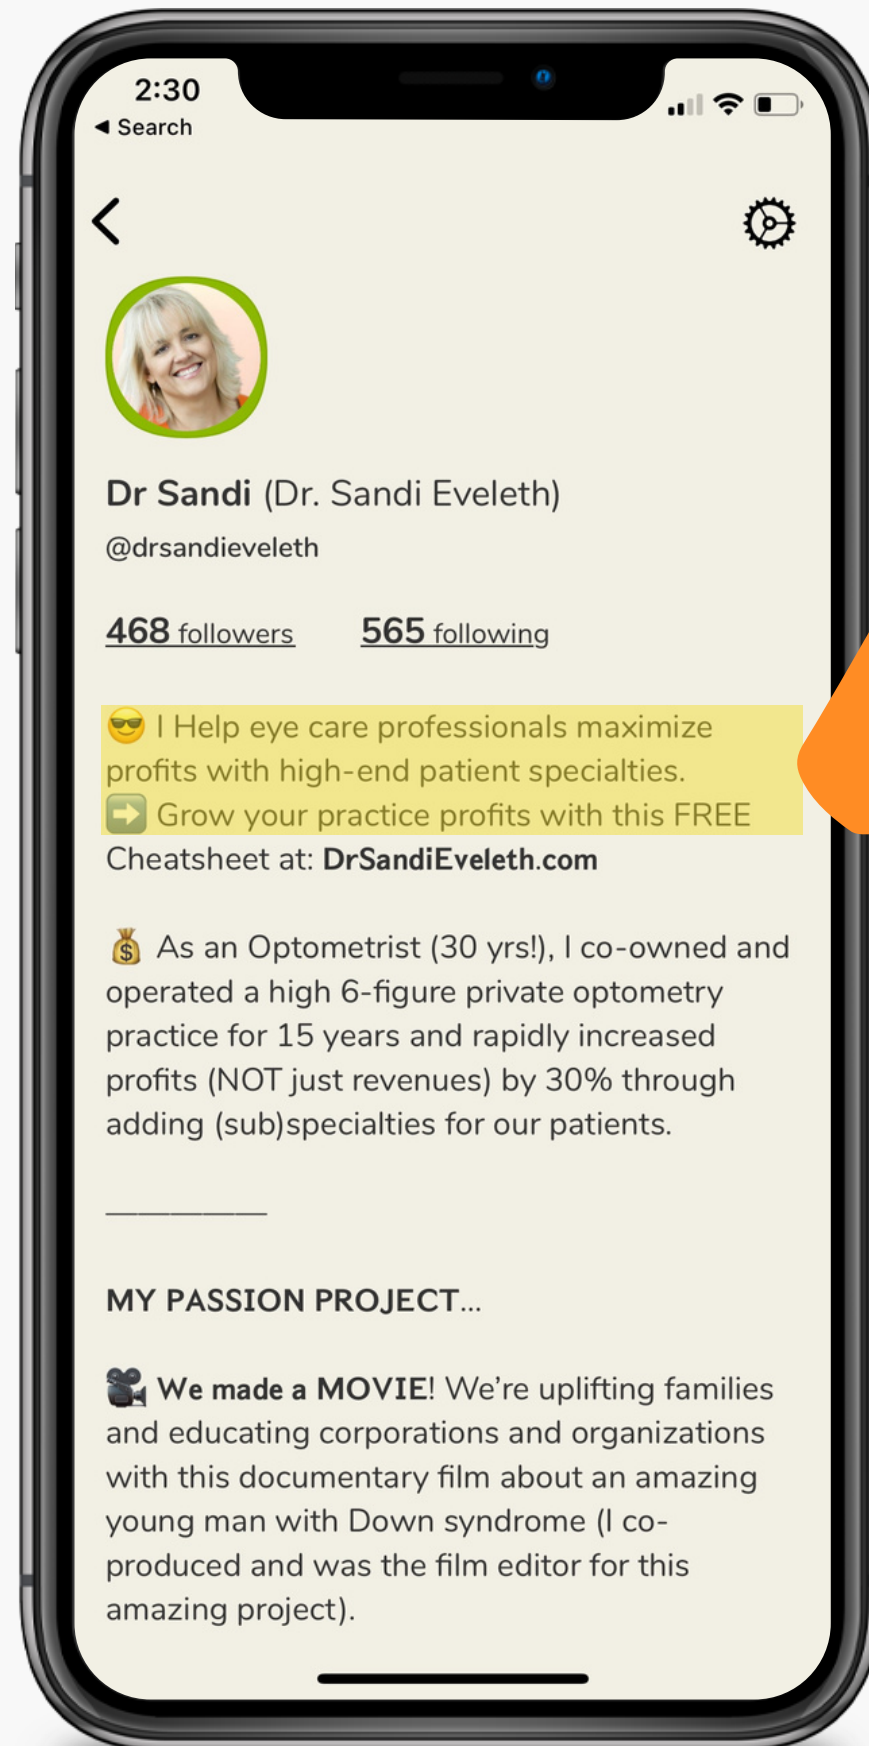 2:30
◀ Search
Dr Sandi (Dr. Sandi Eveleth)
@drsandieveleth
468 followers 565 following
😎 I Help eye care professionals maximize
profits with high-end patient specialties.
➡️ Grow your practice profits with this FREE
Cheatsheet at: DrSandiEveleth.com
💰 As an Optometrist (30 yrs!), I co-owned and
operated a high 6-figure private optometry
practice for 15 years and rapidly increased
profits (NOT just revenues) by 30% through
adding (sub)specialties for our patients.
__________
MY PASSION PROJECT...
🎥 We made a MOVIE! We’re uplifting families
and educating corporations and organizations
with this documentary film about an amazing
young man with Down syndrome (I co-
produced and was the film editor for this
amazing project).